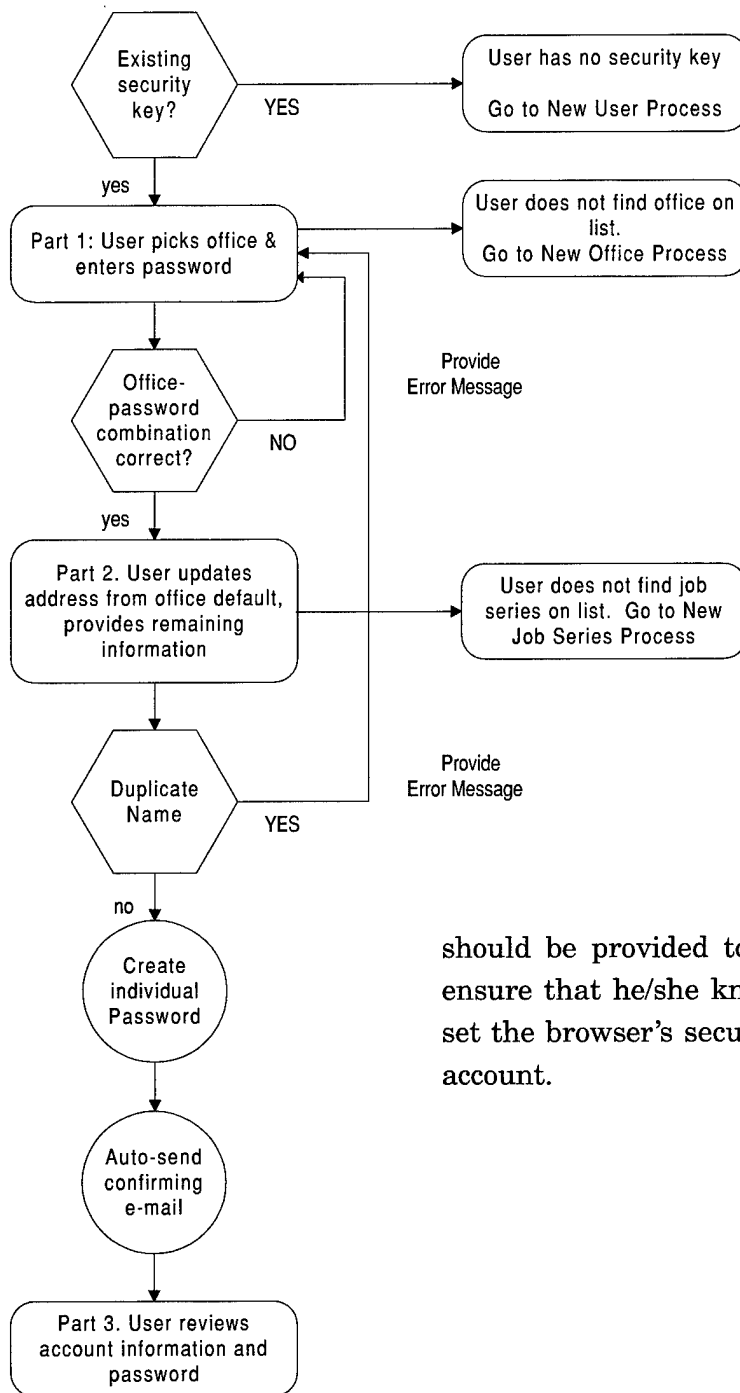 Existing
security
key?
YES
User has no security key
Go to New User Process
yes
Part 1: User picks office &
enters password
User does not find office on
list.
Go to New Office Process
Provide
Error Message
Office-
password
combination
correct?
NO
yes
Part 2. User updates
address from office default,
provides remaining
information
User does not find job
series on list. Go to New
Job Series Process
Provide
Error Message
Duplicate
Name
YES
no
Create
individual
Password
should be provided to
ensure that he/she kn
set the browser's secu
account.
Auto-send
confirming
e-mail
Part 3. User reviews
account information and
password